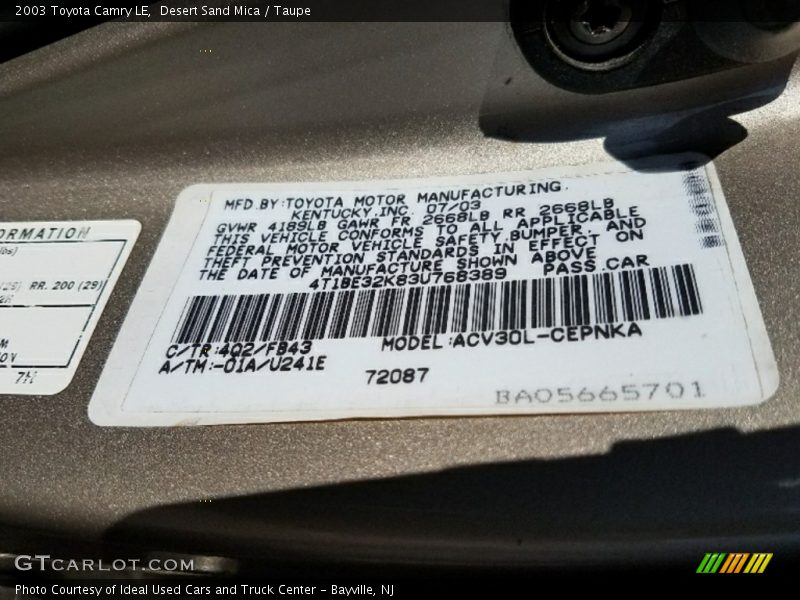 2003 Toyota Camry LE, Desert Sand Mica / Taupe
MFD.BY:TOYOTA MOTOR MANUFACTURING.
KENTUCKY,INC. 07/03
GVWR 4189LB GAWR FR 2668LB RR 2668LB
THIS VEHICLE CONFORMS TO ALL APPLICABLE
FEDERAL MOTOR VEHICLE SAFETY,BUMPER, AND
THEFT PREVENTION STANDARDS IN EFFECT ON
THE DATE OF MANUFACTURE SHOWN ABOVE
4T1BE32K83U768389 PASS.CAR
C/TR:4Q2/FB43 MODEL:ACV30L-CEPNKA
A/TM:-01A/U241E
72087
BA05665701
ORMATION
RR. 200 (29)
GTCARLOT.COM
Photo Courtesy of Ideal Used Cars and Truck Center - Bayville, NJ